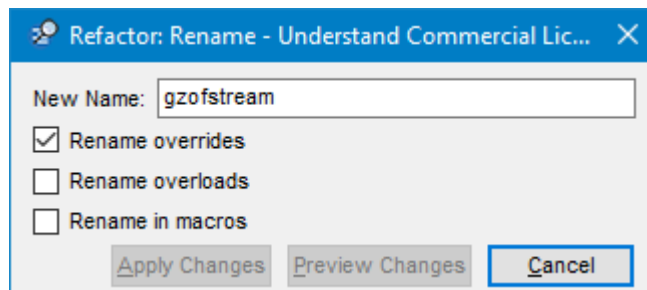 Refactor: Rename - Understand Commercial Lic...
New Name: gzofstream
Rename overrides
Rename overloads
Rename in macros
Apply Changes Preview Changes Cancel